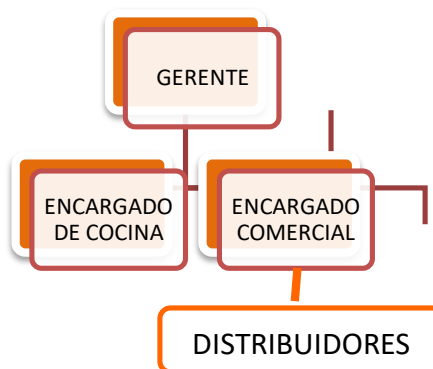 GERENTE
ENCARGADO
DE COCINA
ENCARGADO
COMERCIAL
DISTRIBUIDORES